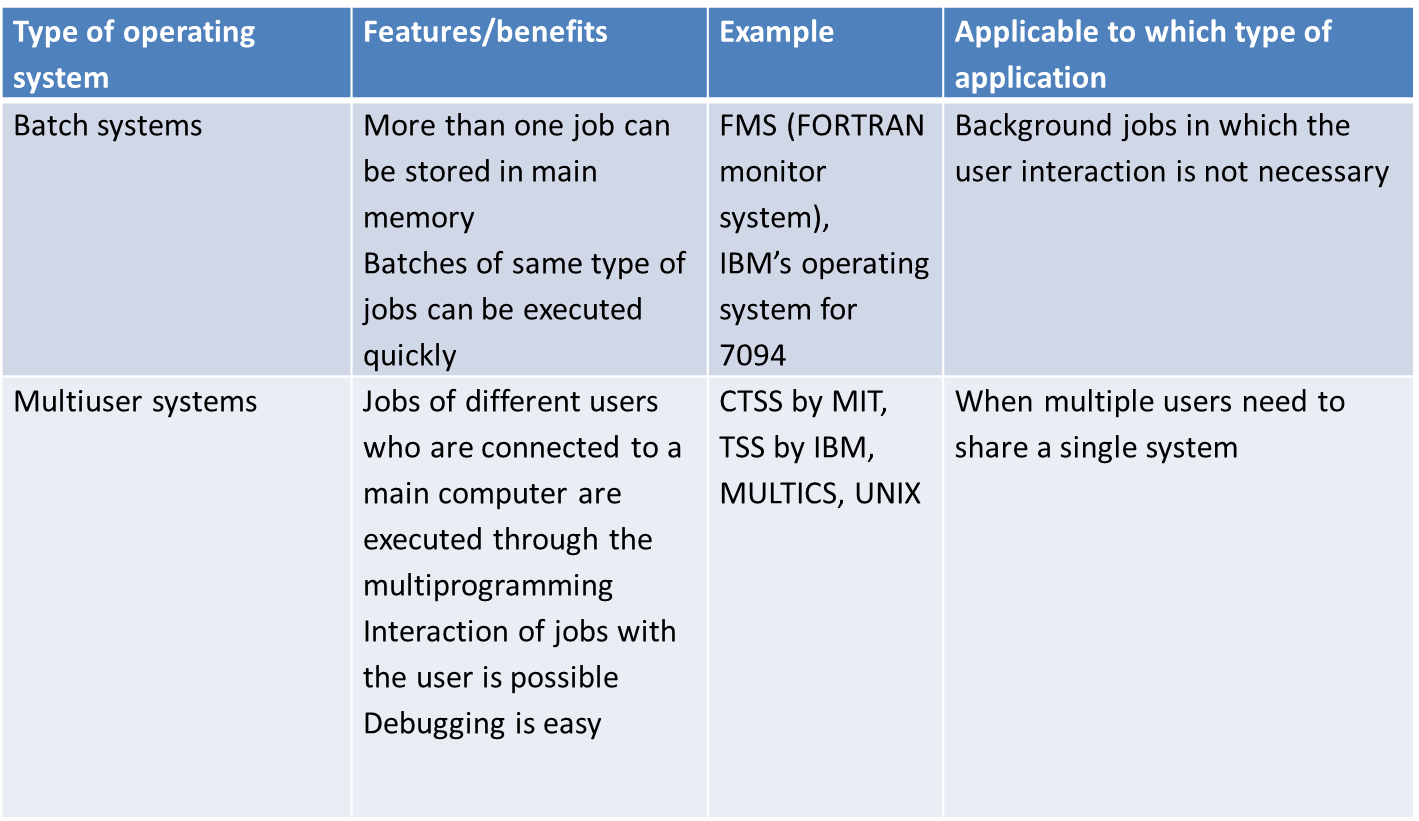 Type of operating system
Features/benefits
Example
Applicable to which type of application
Batch systems
More than one job can
be stored in main
memory
Batches of same type of
jobs can be executed
quickly
FMS (FORTRAN
monitor
system),
IBM’s operating
system for
7094
Background jobs in which the
user interaction is not necessary
Multiuser systems
Jobs of different users
who are connected to a
main computer are
executed through the
multiprogramming
Interaction of jobs with
the user is possible
Debugging is easy
CTSS by MIT,
TSS by IBM,
MULTICS, UNIX
When multiple users need to
share a single system